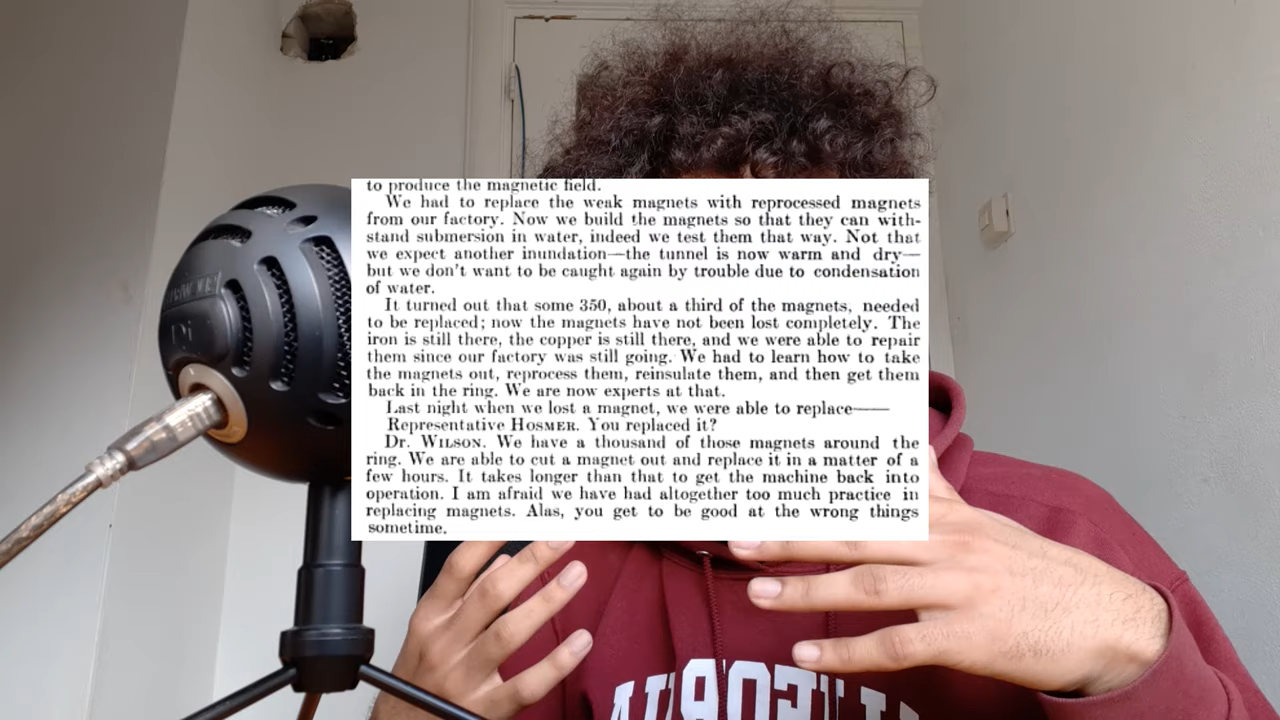 to produce the magnetic field.
We had to replace the weak magnets with reprocessed magnets
from our factory. Now we build the magnets so that they can with-
stand submersion in water, indeed we test them that way. Not that
we expect another inundation—the tunnel is now warm and dry—
but we don't want to be caught again by trouble due to condensation
of water.
It turned out that some 350, about a third of the magnets, needed
to be replaced; now the magnets have not been lost completely. The
iron is still there, the copper is still there, and we were able to repair
them since our factory was still going. We had to learn how to take
the magnets out, reprocess them, reinsulate them, and then get them
back in the ring. We are now experts at that.
Last night when we lost a magnet, we were able to replace——
Representative HOSMER. You replaced it?
Dr. WILSON. We have a thousand of those magnets around the
ring. We are able to cut a magnet out and replace it in a matter of a
few hours. It takes longer than that to get the machine back into
operation. I am afraid we have had altogether too much practice in
replacing magnets. Alas, you get to be good at the wrong things
sometime.